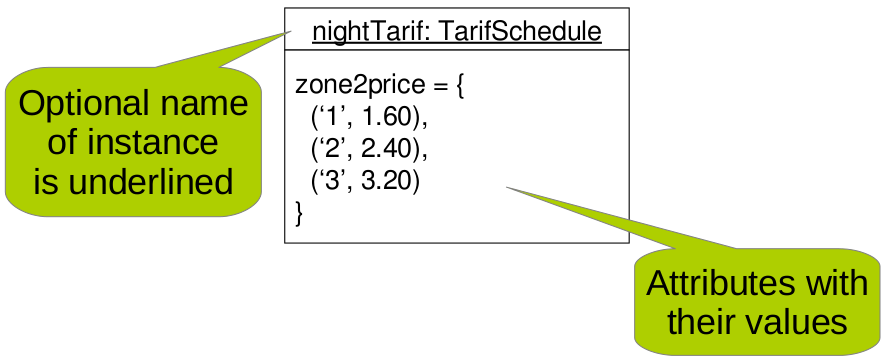 nightTarif: TarifSchedule
Optional name
of instance
is underlined
zone2price = {
(‘1’, 1.60),
(‘2’, 2.40),
(‘3’, 3.20)
}
Attributes with
their values